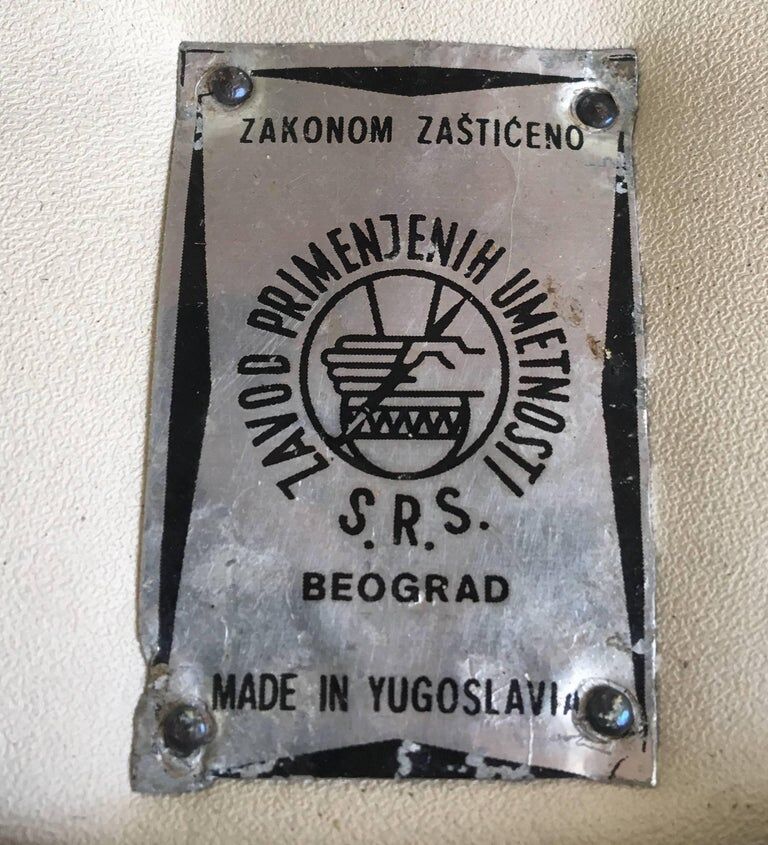 ZAKONOM ZAŠTIĆENO
ZAVOD PRIMENJENIH UMETNOSTI
S.R.S.
BEOGRAD
MADE IN YUGOSLAVIA